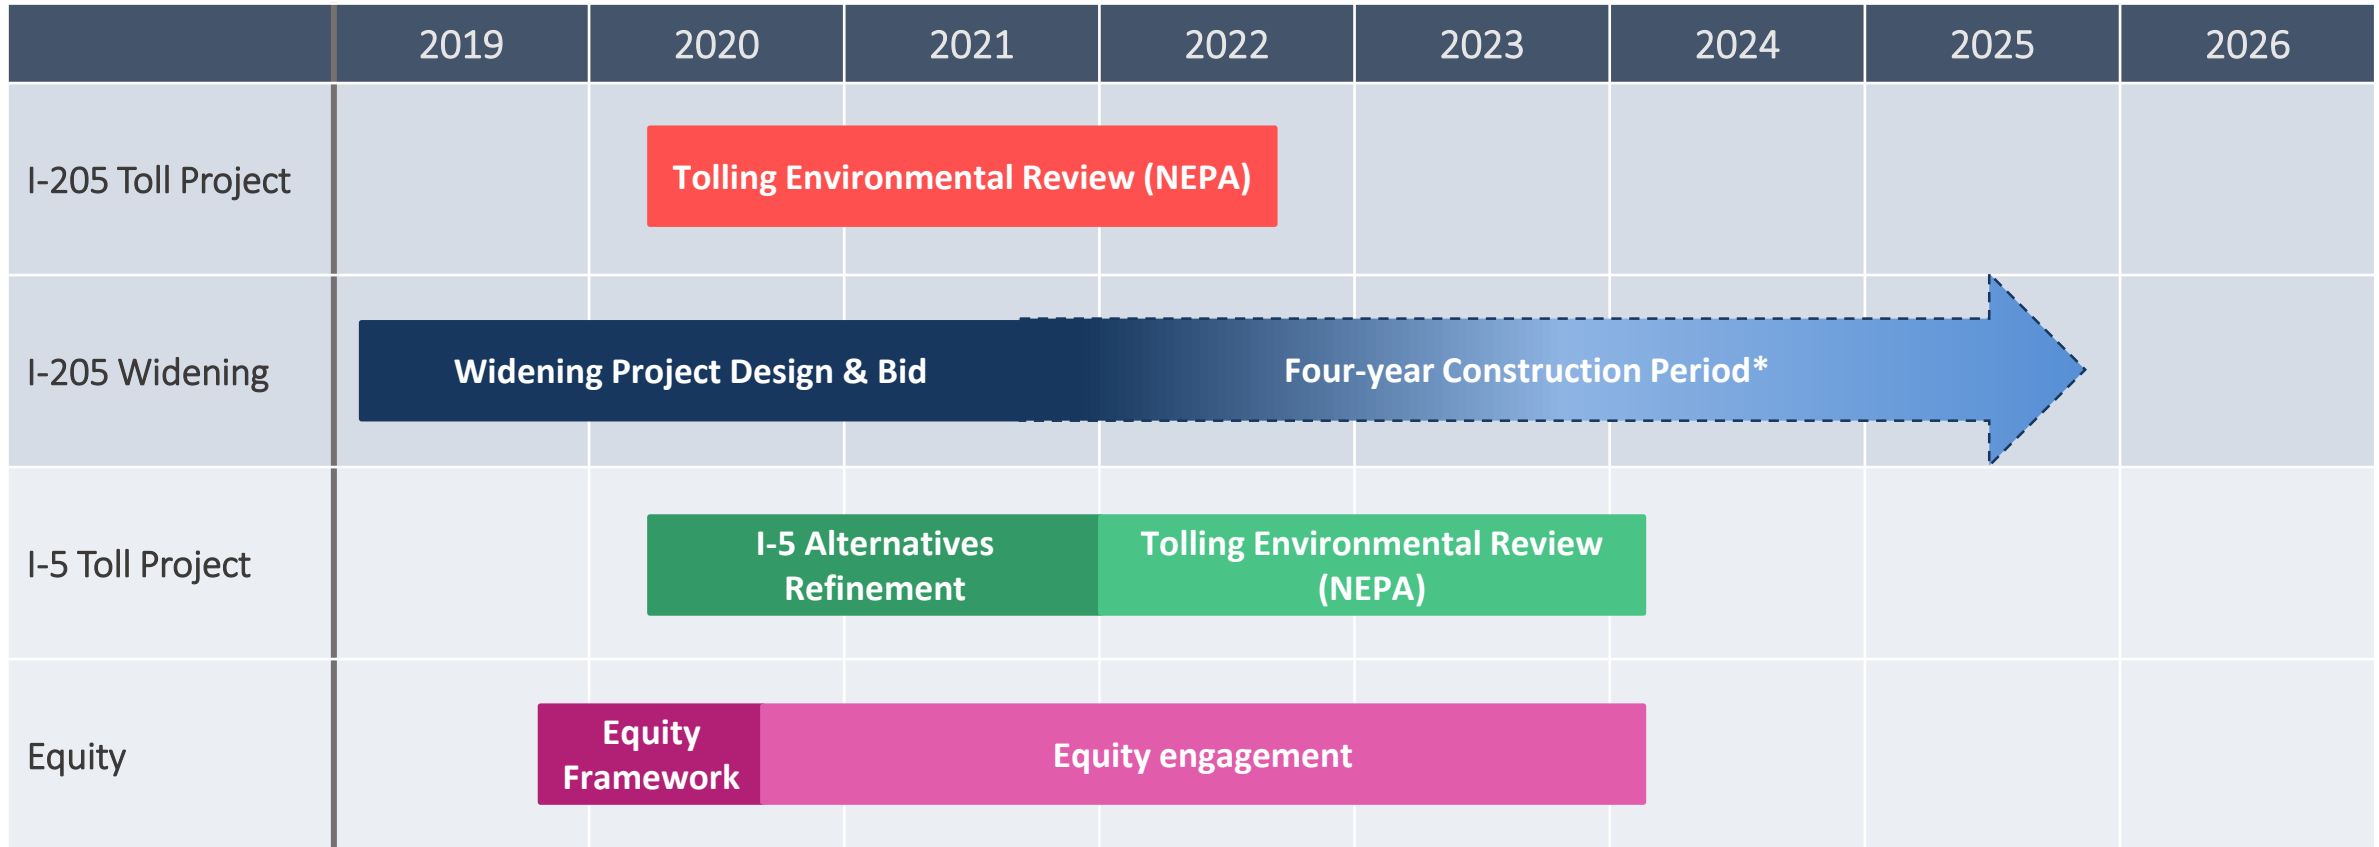 2019 2020 2021 2022 2023 2024 2025 2026
I-205 Toll Project
Tolling Environmental Review (NEPA)
I-205 Widening
Widening Project Design & Bid
Four-year Construction Period*
I-5 Toll Project
I-5 Alternatives
Refinement
Tolling Environmental Review
(NEPA)
Equity
Equity
Framework
Equity engagement